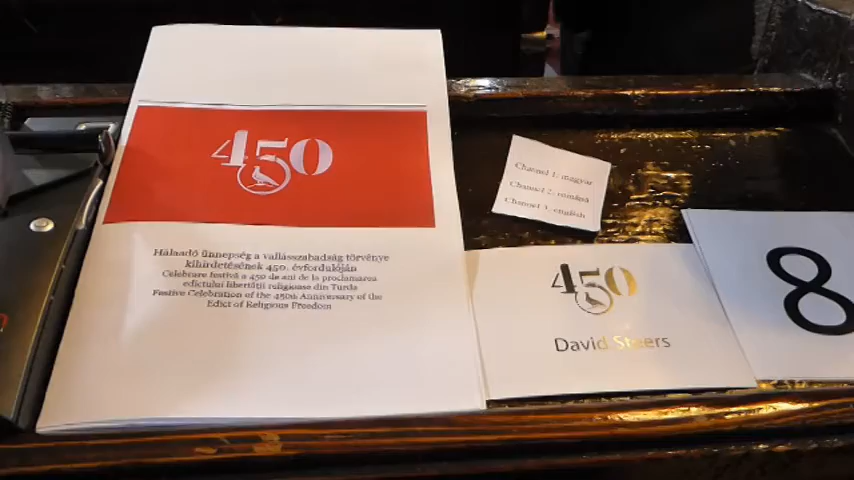 450
Hálaadó ünnepség a vallásszabadság törvénye
kihirdetésének 450. évfordulóján
Celebrare festivă a 450 de ani de la proclamarea
edictului libertății religioase din Turda
Festive Celebration of the 450th Anniversary of the
Edict of Religious Freedom
Channel 1: magyar
Channel 2: română
Channel 3: english
450
David Steers
8